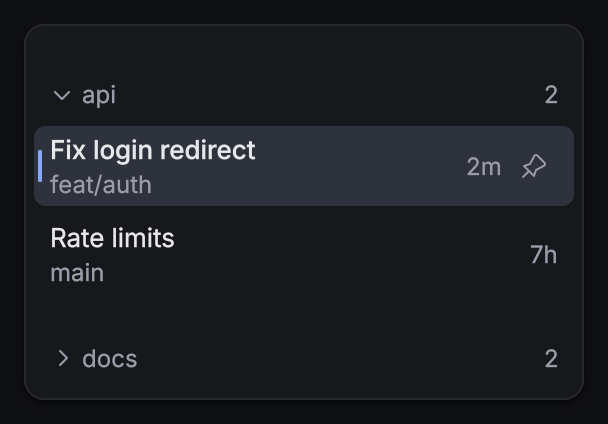 api 2
Fix login redirect
feat/auth 2m
Rate limits
main 7h
docs 2